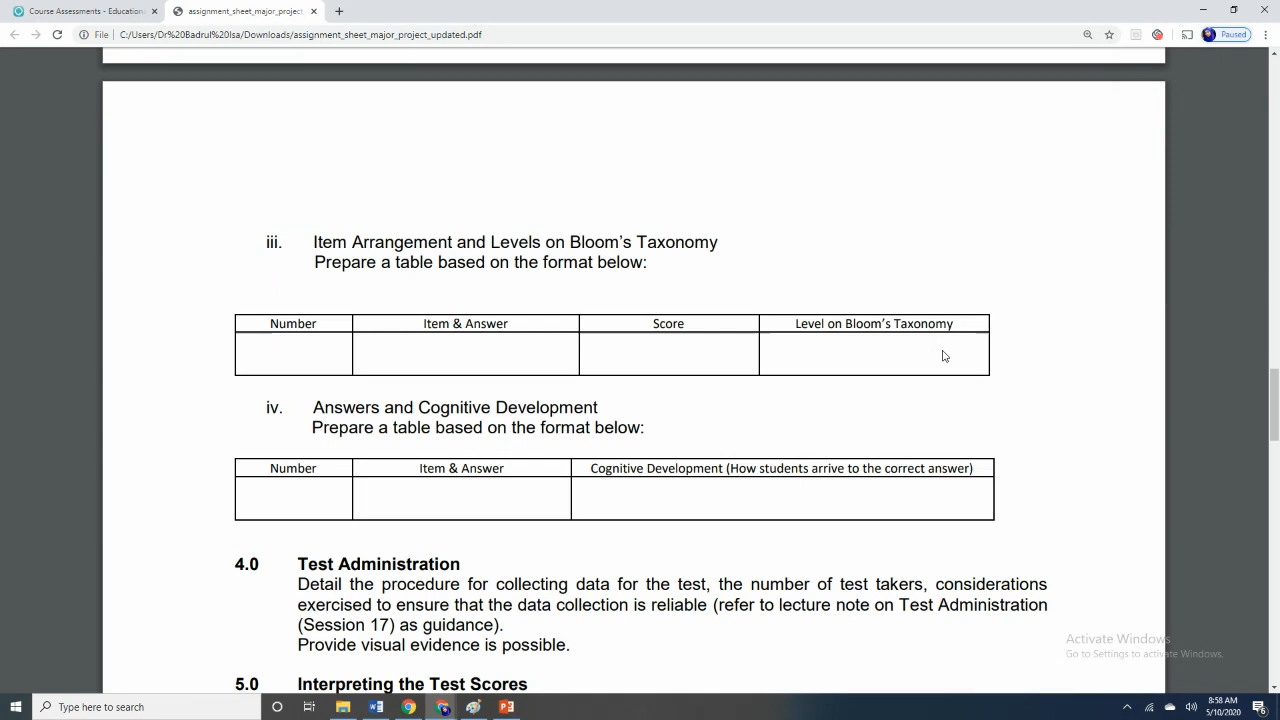 Course Assessments - Education
assignment_sheet_major_project
File
C:/Users/Dr%20Badrul%20Isa/Downloads/assignment_sheet_major_project_updated.pdf
Paused
iii. Item Arrangement and Levels on Bloom's Taxonomy
Prepare a table based on the format below:
Number Item & Answer Score Level on Bloom's Taxonomy
iv. Answers and Cognitive Development
Prepare a table based on the format below:
Number Item & Answer Cognitive Development (How students arrive to the correct answer)
4.0 Test Administration
Detail the procedure for collecting data for the test, the number of test takers, considerations
exercised to ensure that the data collection is reliable (refer to lecture note on Test Administration
(Session 17) as guidance).
Provide visual evidence is possible.
Activate Windows
Go to Settings to activate Windows.
5.0 Interpreting the Test Scores
Type here to search
8:58 AM
5/10/2020